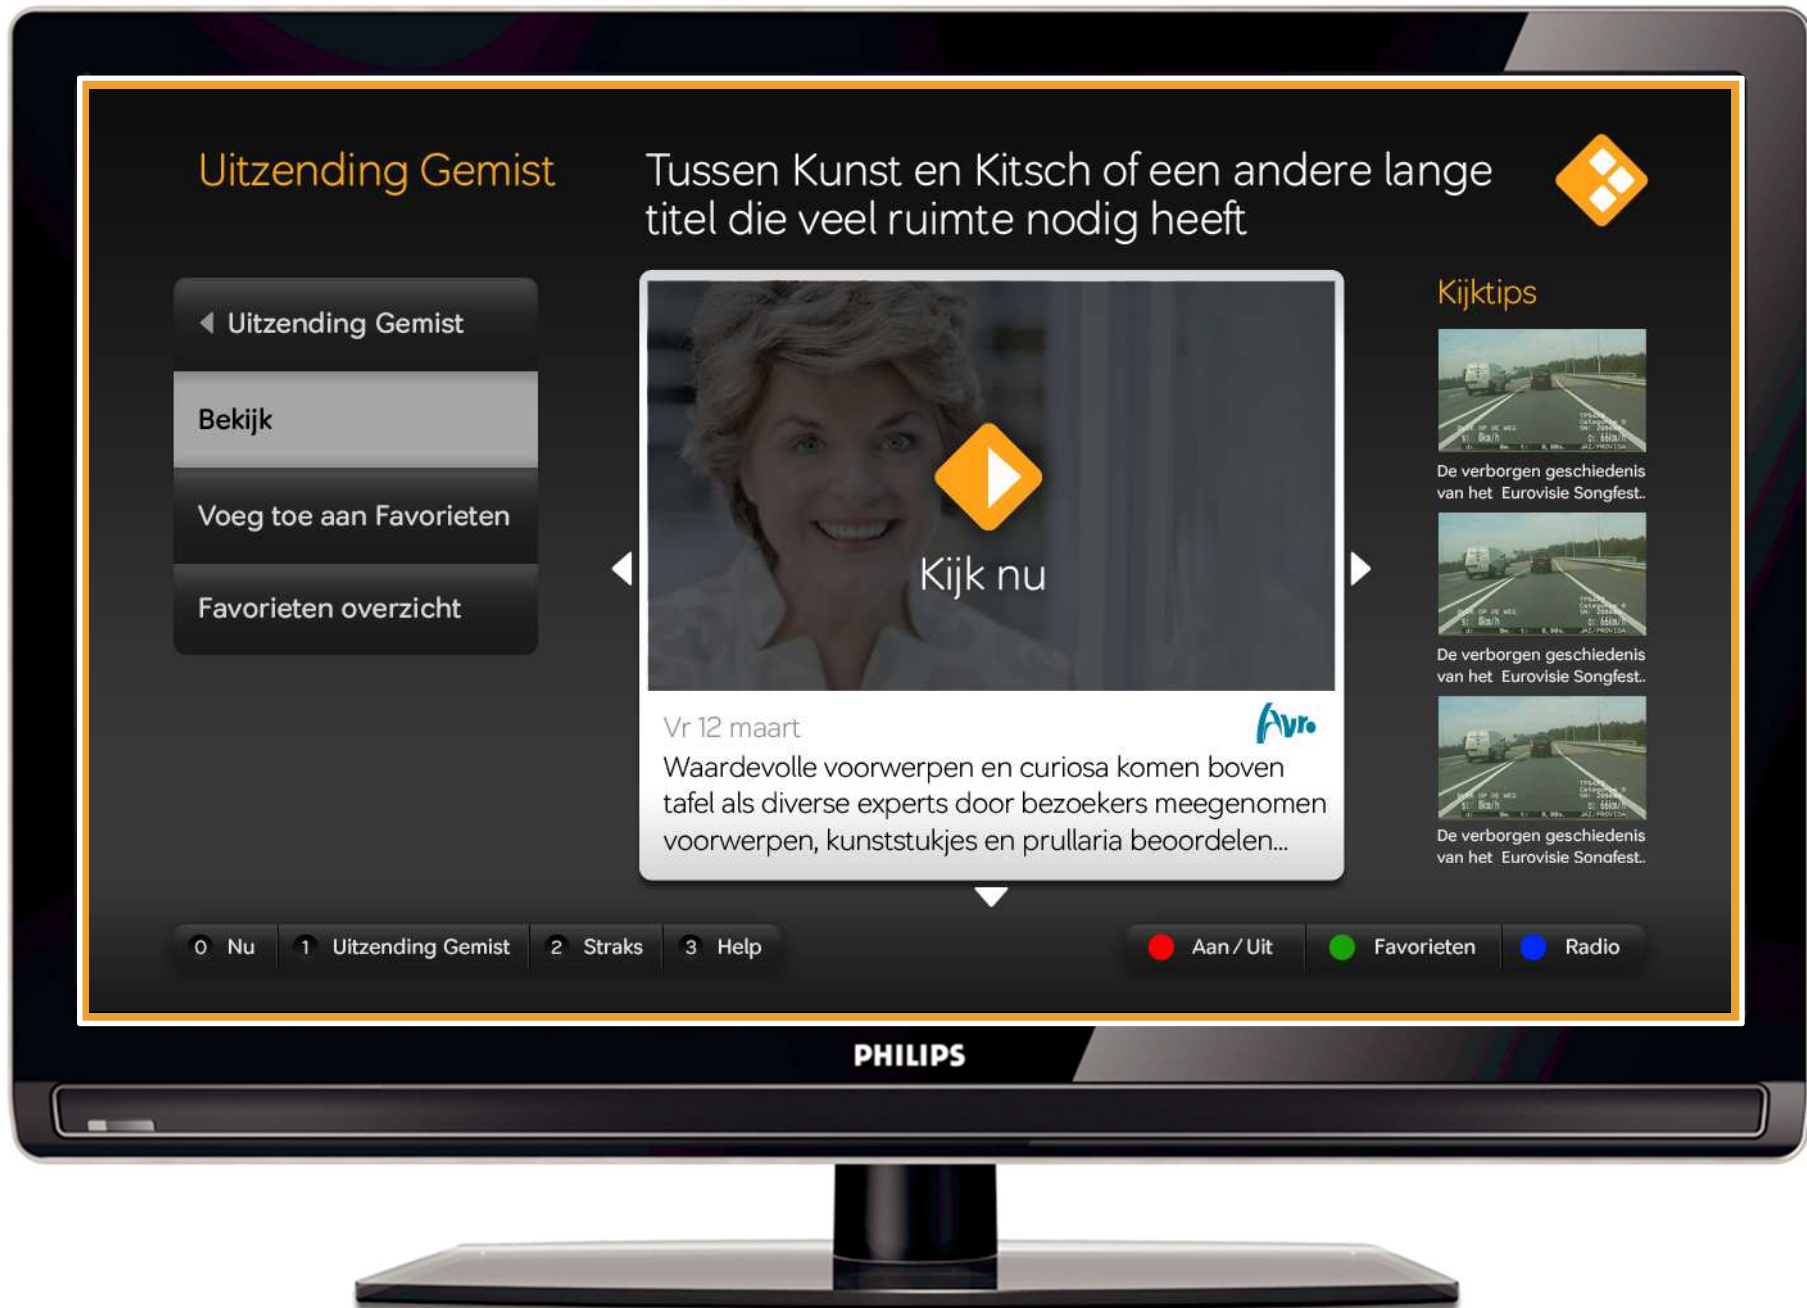 Uitzending Gemist
Tussen Kunst en Kitsch of een andere lange
titel die veel ruimte nodig heeft
Uitzending Gemist
Bekijk
Voeg toe aan Favorieten
Favorieten overzicht
Kijk nu
Vr 12 maart
Avro
Waardevolle voorwerpen en curiosa komen boven
tafel als diverse experts door bezoekers meegenomen
voorwerpen, kunststukjes en prullaria beoordelen...
Kijktips
De verborgen geschiedenis
van het Eurovisie Songfest..
De verborgen geschiedenis
van het Eurovisie Songfest..
De verborgen geschiedenis
van het Eurovisie Songfest..
0 Nu 1 Uitzending Gemist 2 Straks 3 Help
Aan / Uit Favorieten Radio
PHILIPS